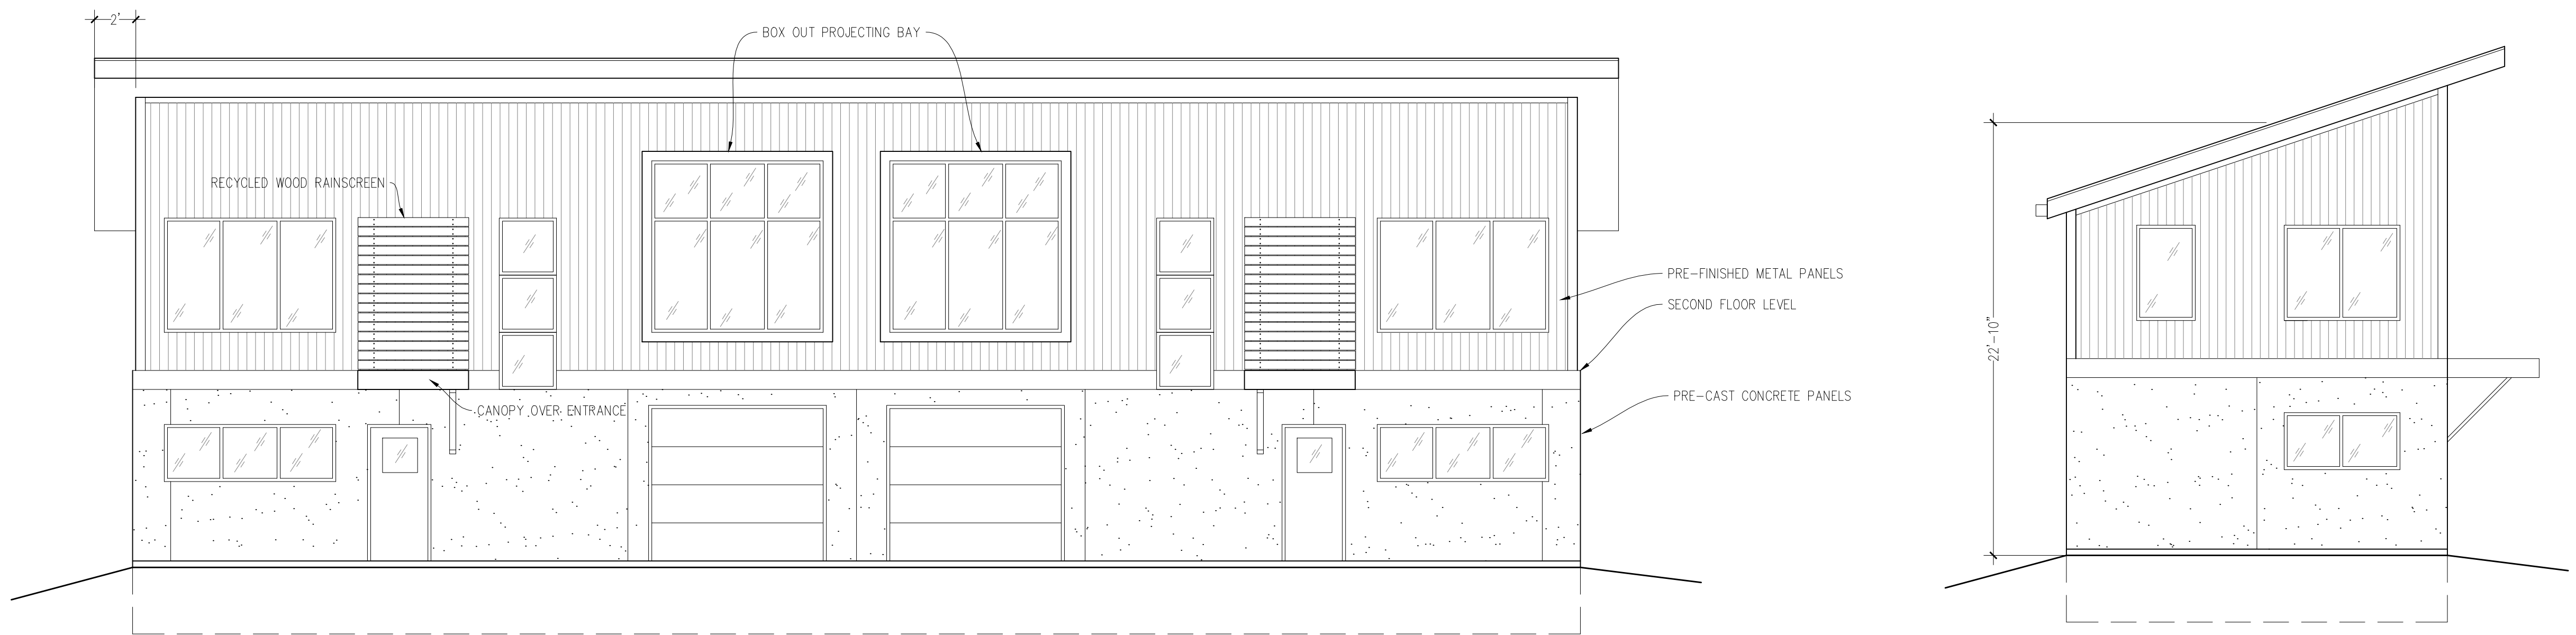 2'
BOX OUT PROJECTING BAY
RECYCLED WOOD RAINSCREEN
PRE-FINISHED METAL PANELS
SECOND FLOOR LEVEL
22'-10"
PRE-CAST CONCRETE PANELS
CANOPY OVER ENTRANCE